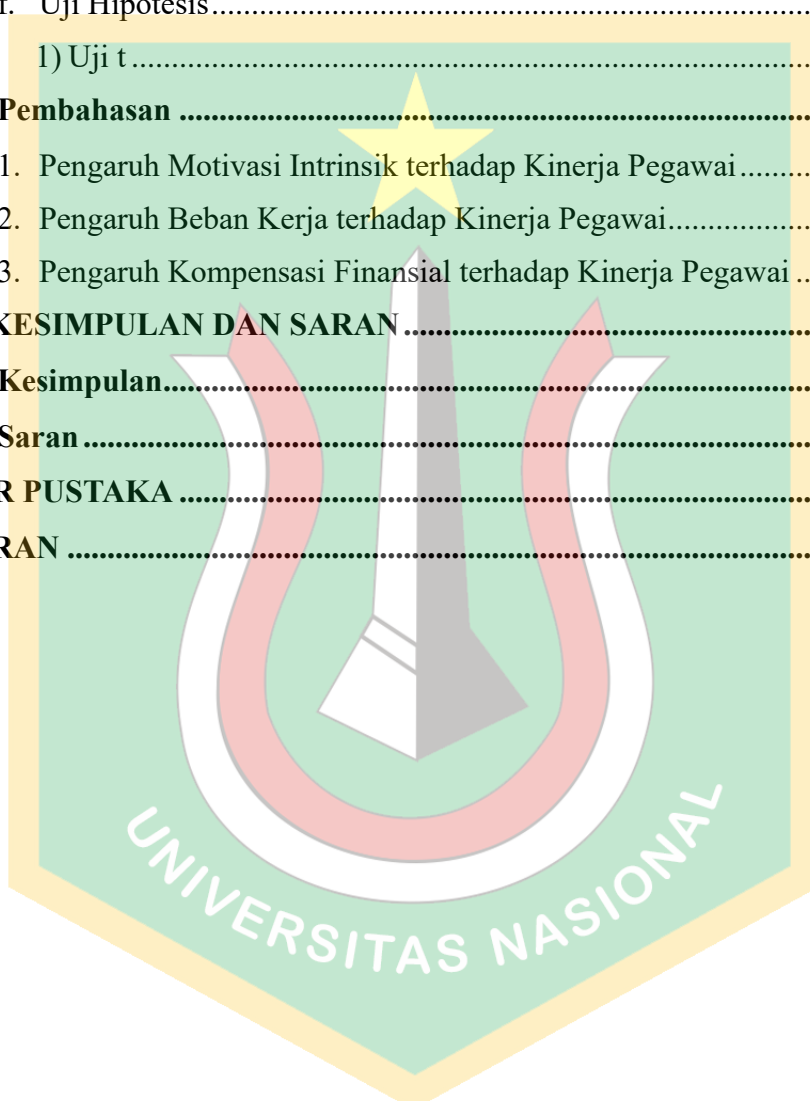 f. Uji Hipotesis....................................................................................
1) Uji t.................................................................................................
Pembahasan .........................................................................................
1. Pengaruh Motivasi Intrinsik terhadap Kinerja Pegawai.........
2. Pengaruh Beban Kerja terhadap Kinerja Pegawai..................
3. Pengaruh Kompensasi Finansial terhadap Kinerja Pegawai ..
KESIMPULAN DAN SARAN..........................................................
Kesimpulan...........................................................................................
Saran .....................................................................................................
R PUSTAKA .........................................................................................
RAN ........................................................................................................
UNIVERSITAS NASIONAL